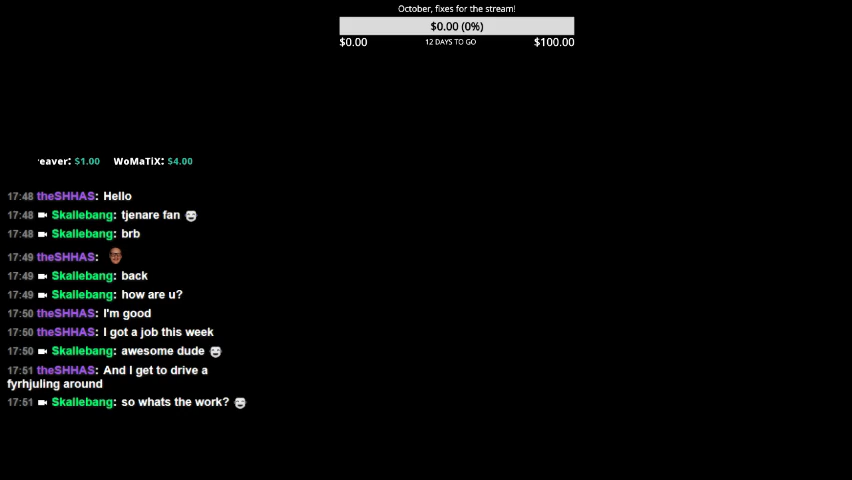 October, fixes for the stream!
$0.00 (0%)
$0.00 12 DAYS TO GO $100.00
eaver: $1.00 WoMaTiX: $4.00
17:48 theSHHAS: Hello
17:48 Skallebang: tjenare fan
17:48 Skallebang: brb
17:49 theSHHAS:
17:49 Skallebang: back
17:49 Skallebang: how are u?
17:50 theSHHAS: I'm good
17:50 theSHHAS: I got a job this week
17:50 Skallebang: awesome dude
17:51 theSHHAS: And I get to drive a
fyrhjuling around
17:51 Skallebang: so whats the work?